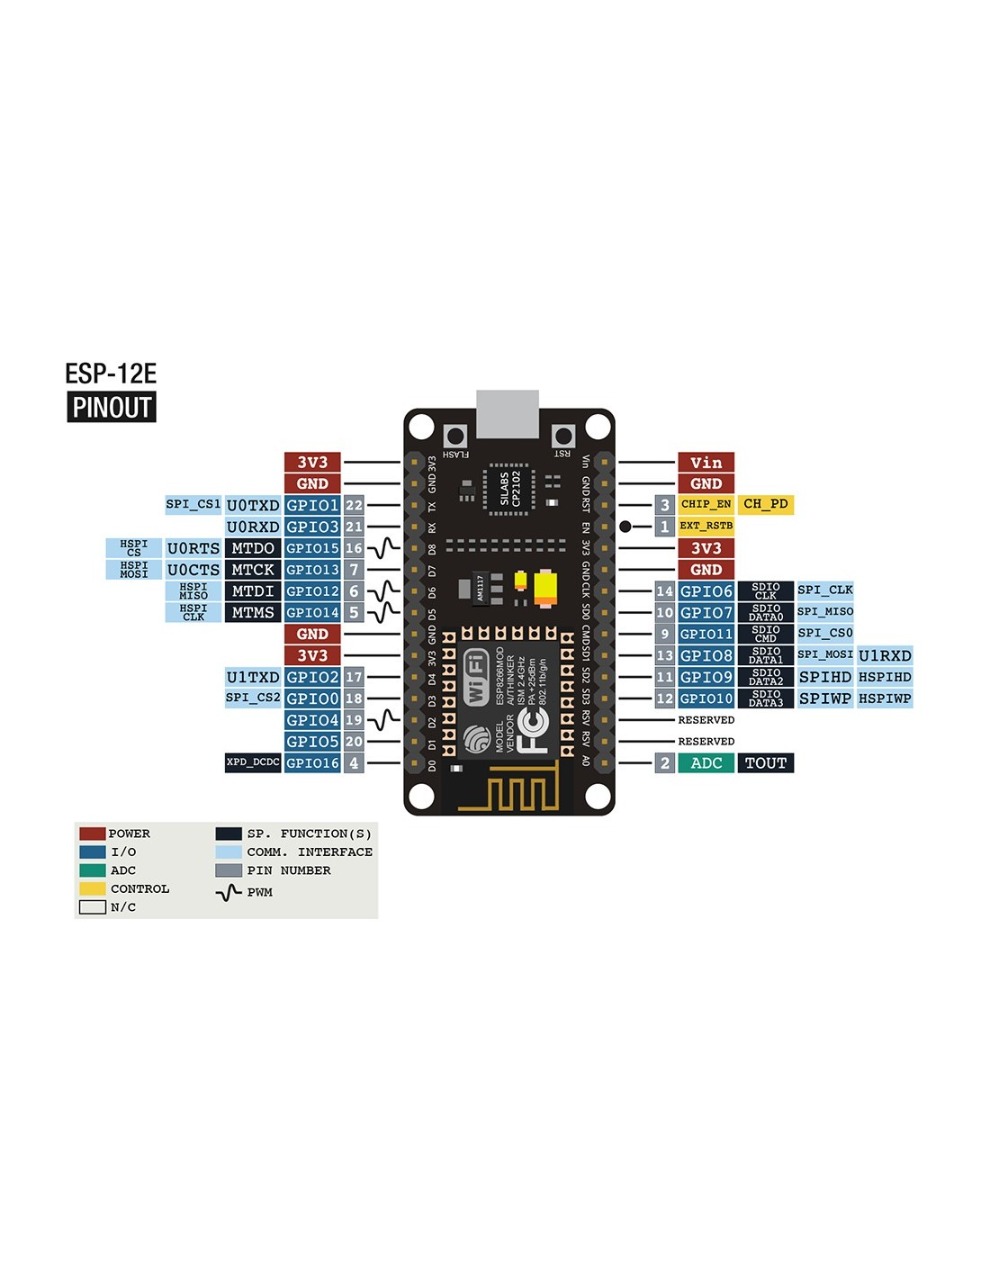 ESP-12E
PINOUT
3V3
GND
SPI_CS1 U0TXD GPIO1 22
U0RXD GPIO3 21
HSPI CS U0RTS MTDO GPIO15 16
HSPI MOSI U0CTS MTCK GPIO13 7
HSPI MISO MTDI GPIO12 6
HSPI CLK MTMS GPIO14 5
GND
3V3
U1TXD GPIO2 17
SPI_CS2 GPIO0 18
GPIO4 19
GPIO5 20
XPD_DCDC GPIO16 4
FLASH
RST
3V3
GND
TX
RX
D8
D7
D6
D5
GND
3V3
D4
D3
D2
D1
D0
SILABS
CP2102
AM1117
WiFi
MODEL ESP8266MOD
VENDOR AI/THINKER
ISM 2.4GHz
PA +25dBm
802.11b/g/n
FC
Vin
GND
RST
EN
3V3
GND
CLK
SD0
CMD
SD1
SD2
SD3
RSV
RSV
A0
Vin
GND
3 CHIP_EN CH_PD
1 EXT_RSTB
3V3
GND
14 GPIO6 SDIO CLK SPI_CLK
10 GPIO7 SDIO DATA0 SPI_MISO
9 GPIO11 SDIO CMD SPI_CS0
13 GPIO8 SDIO DATA1 SPI_MOSI U1RXD
11 GPIO9 SDIO DATA2 SPIHD HSPIHD
12 GPIO10 SDIO DATA3 SPIWP HSPIWP
RESERVED
RESERVED
2 ADC TOUT
POWER
I/O
ADC
CONTROL
N/C
SP. FUNCTION(S)
COMM. INTERFACE
PIN NUMBER
PWM